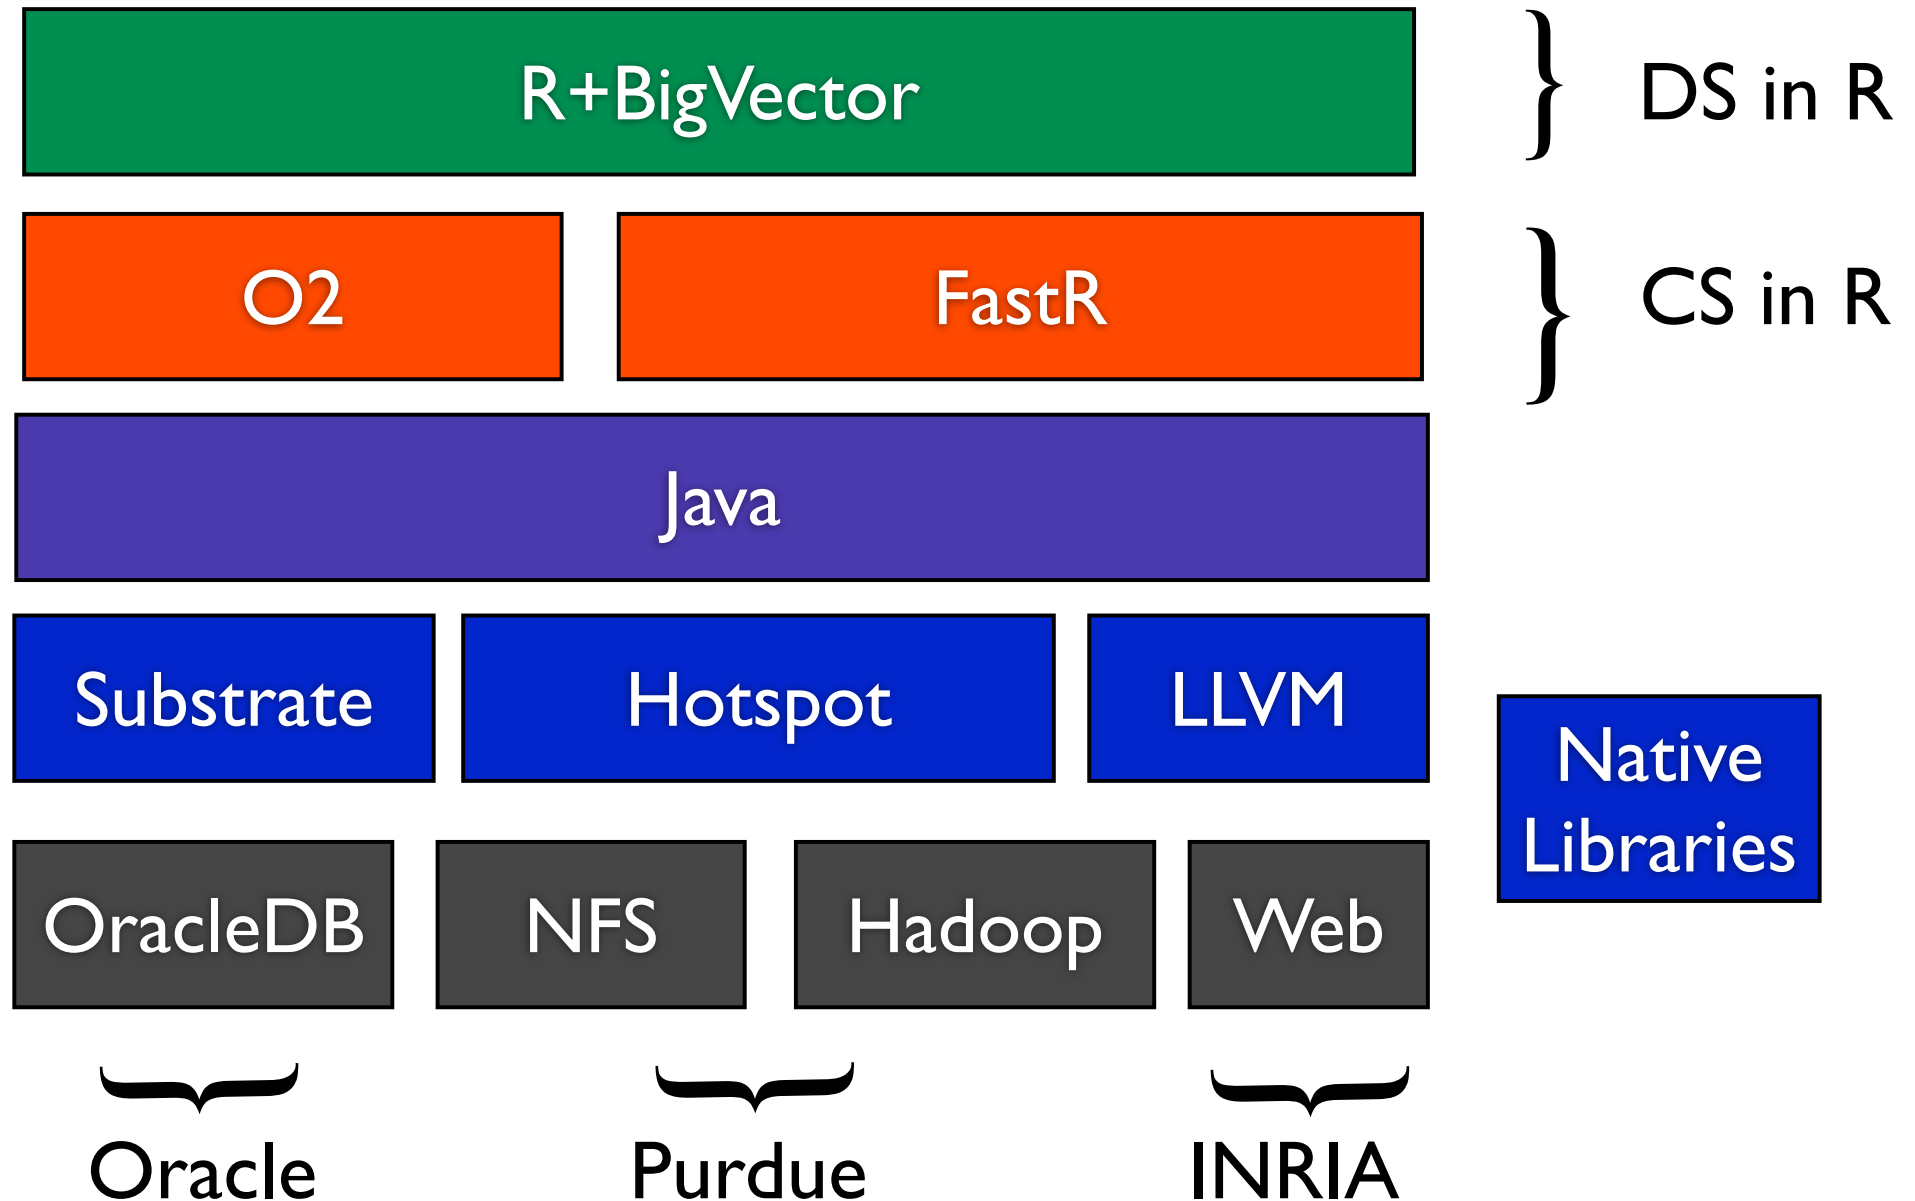 R+BigVector
DS in R
O2
FastR
CS in R
Java
Substrate
Hotspot
LLVM
Native
Libraries
OracleDB
NFS
Hadoop
Web
Oracle
Purdue
INRIA